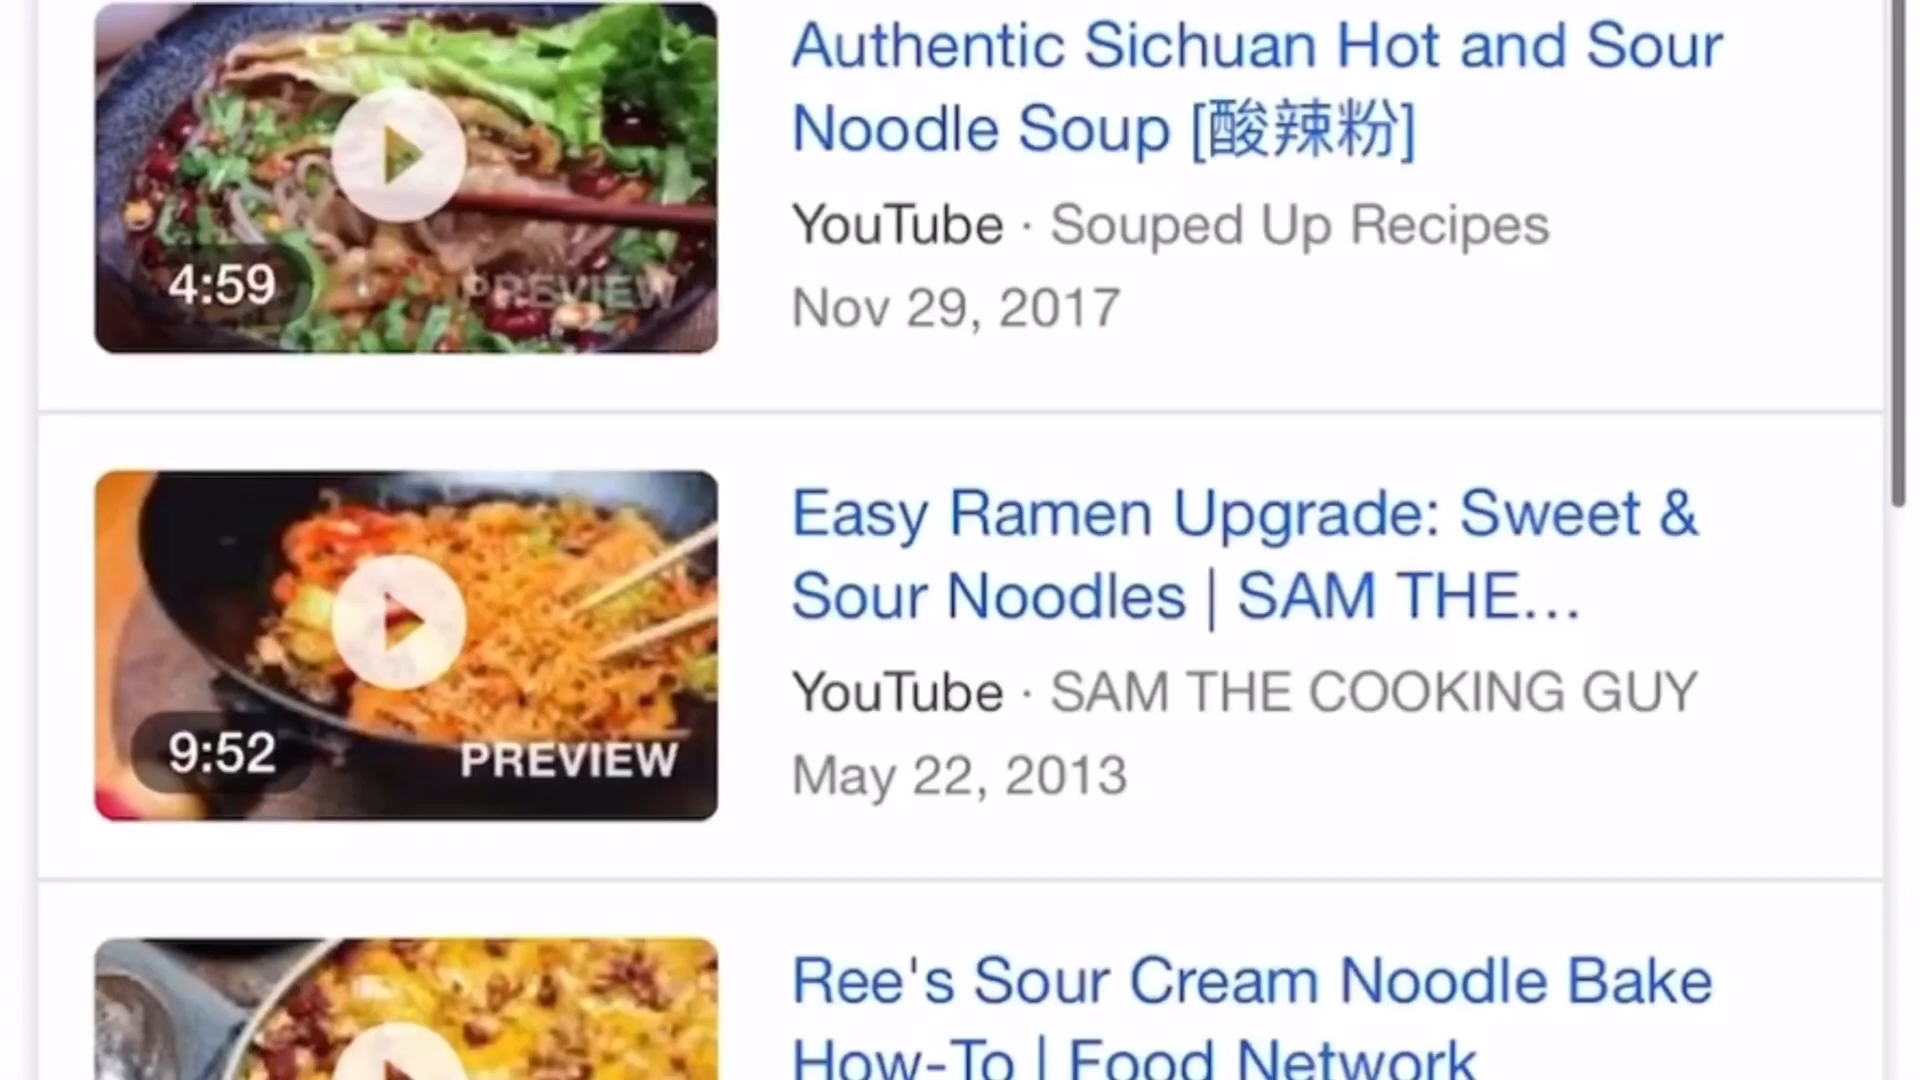 Authentic Sichuan Hot and Sour
Noodle Soup [酸辣粉]
YouTube · Souped Up Recipes
Nov 29, 2017
4:59
PREVIEW
Easy Ramen Upgrade: Sweet &
Sour Noodles | SAM THE...
YouTube · SAM THE COOKING GUY
May 22, 2013
9:52
PREVIEW
Ree's Sour Cream Noodle Bake
How-To | Food Network